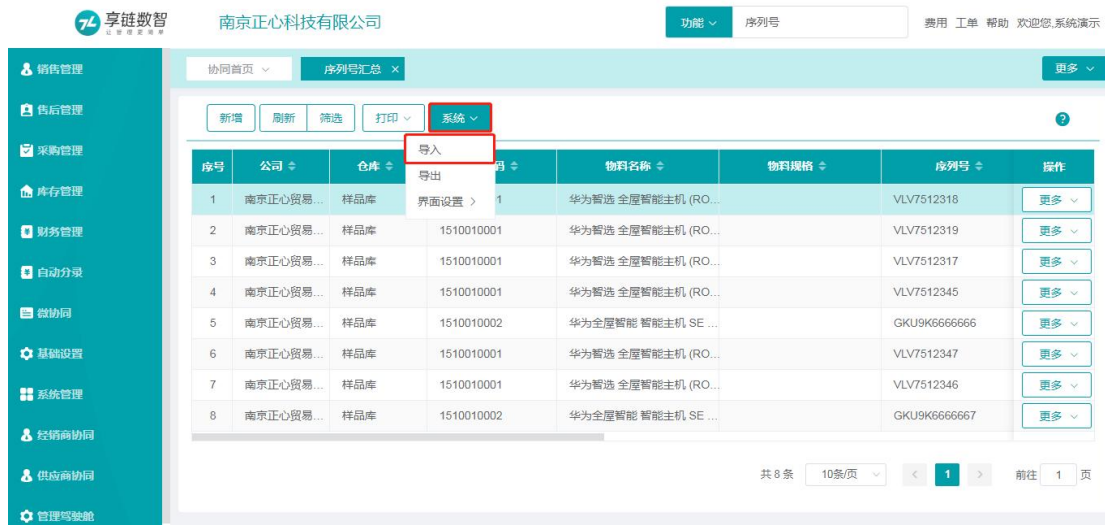 享链数智 南京正心科技有限公司 功能 序列号 费用 工单 帮助 欢迎您,系统演示
让管理更简单
销售管理 协同首页 序列号汇总 × 更多
售后管理 新增 刷新 筛选 打印 系统
采购管理 导入
序号 公司 仓库 码 物料名称 物料规格 序列号 操作
导出
库存管理 1 南京正心贸易... 样品库 界面设置 1 华为智选 全屋智能主机 (RO... VLV7512318 更多
财务管理 2 南京正心贸易... 样品库 1510010001 华为智选 全屋智能主机 (RO... VLV7512319 更多
自动分录 3 南京正心贸易... 样品库 1510010001 华为智选 全屋智能主机 (RO... VLV7512317 更多
4 南京正心贸易... 样品库 1510010001 华为智选 全屋智能主机 (RO... VLV7512345 更多
微协同 5 南京正心贸易... 样品库 1510010002 华为全屋智能 智能主机 SE ... GKU9K6666666 更多
基础设置 6 南京正心贸易... 样品库 1510010001 华为智选 全屋智能主机 (RO... VLV7512347 更多
系统管理 7 南京正心贸易... 样品库 1510010001 华为智选 全屋智能主机 (RO... VLV7512346 更多
8 南京正心贸易... 样品库 1510010002 华为全屋智能 智能主机 SE ... GKU9K6666667 更多
经销商协同
供应商协同 共 8 条 10条/页 < 1 > 前往 1 页
管理驾驶舱